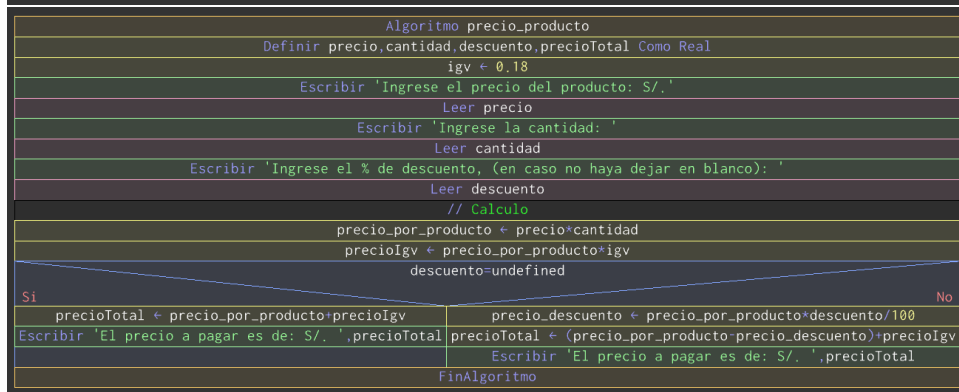 Algoritmo precio_producto
Definir precio,cantidad,descuento,precioTotal Como Real
igv ← 0.18
Escribir 'Ingrese el precio del producto: S/.'
Leer precio
Escribir 'Ingrese la cantidad: '
Leer cantidad
Escribir 'Ingrese el % de descuento, (en caso no haya dejar en blanco): '
Leer descuento
// Calculo
precio_por_producto ← precio*cantidad
precioIgv ← precio_por_producto*igv
descuento=undefined
Si No
precioTotal ← precio_por_producto+precioIgv
Escribir 'El precio a pagar es de: S/. ',precioTotal
precio_descuento ← precio_por_producto*descuento/100
precioTotal ← (precio_por_producto-precio_descuento)+precioIgv
Escribir 'El precio a pagar es de: S/. ',precioTotal
FinAlgoritmo